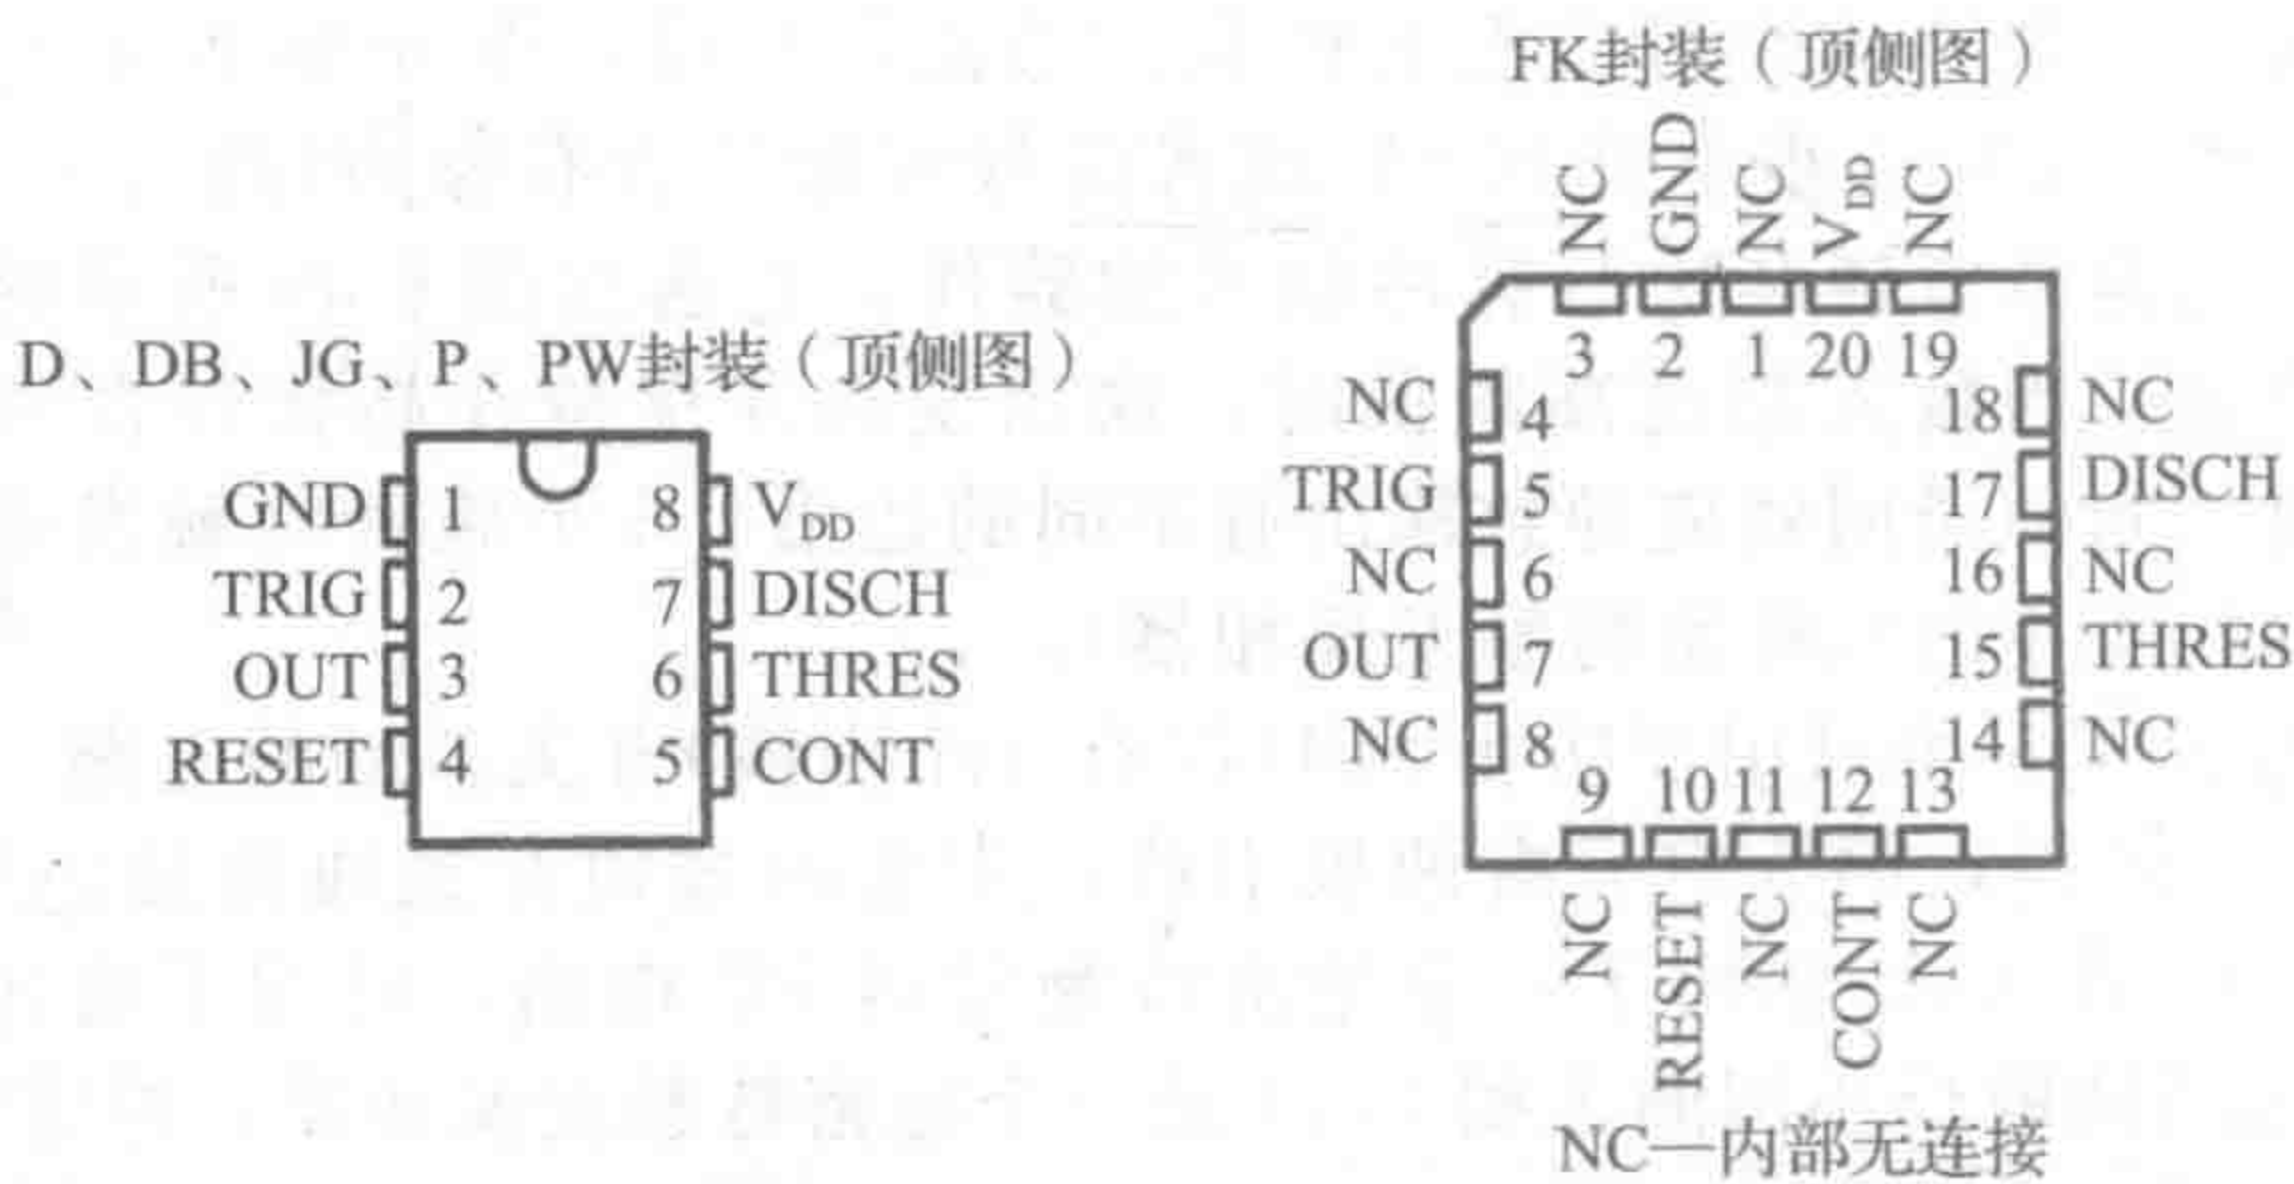 D、DB、JG、P、PW封装（顶侧图）
GND 1 8 VDD
TRIG 2 7 DISCH
OUT 3 6 THRES
RESET 4 5 CONT
FK封装（顶侧图）
NC GND NC VDD NC
3 2 1 20 19
NC 4 18 NC
TRIG 5 17 DISCH
NC 6 16 NC
OUT 7 15 THRES
NC 8 14 NC
9 10 11 12 13
NC RESET NC CONT NC
NC—内部无连接